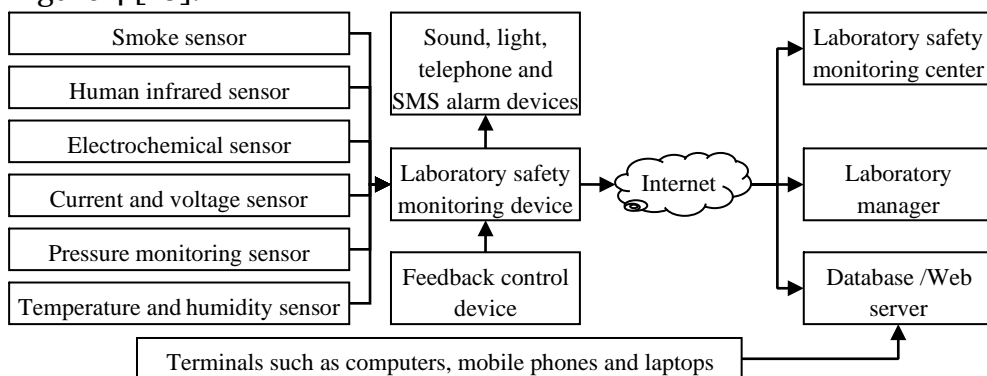 Smoke sensor
Human infrared sensor
Electrochemical sensor
Current and voltage sensor
Pressure monitoring sensor
Temperature and humidity sensor
Sound, light,
telephone and
SMS alarm devices
Laboratory safety
monitoring device
Feedback control
device
Internet
Laboratory safety
monitoring center
Laboratory
manager
Database /Web
server
Terminals such as computers, mobile phones and laptops